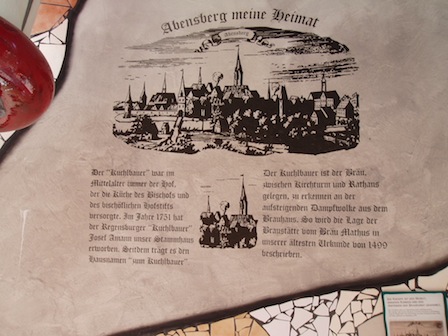 Abensberg meine Heimat
Abensberg
Der "Kuchlbauer" war im
Mittelalter immer der Hof,
der die Küche des Bischofs und
des bischöflichen Hofstifts
versorgte. Im Jahre 1751 hat
der Regensburger "Kuchlbauer"
Josef Amann unser Stammhaus
erworben. Seitdem trägt es den
Hausnamen "zum Kuchlbauer"
Der Kuchlbauer ist der Bräu,
zwischen Kirchturm und Rathaus
gelegen, zu erkennen an der
aufsteigenden Dampfwolke aus dem
Brauhaus. So wird die Lage der
Braustätte vom Bräu Mathus in
unserer ältesten Urkunde von 1499
beschrieben.